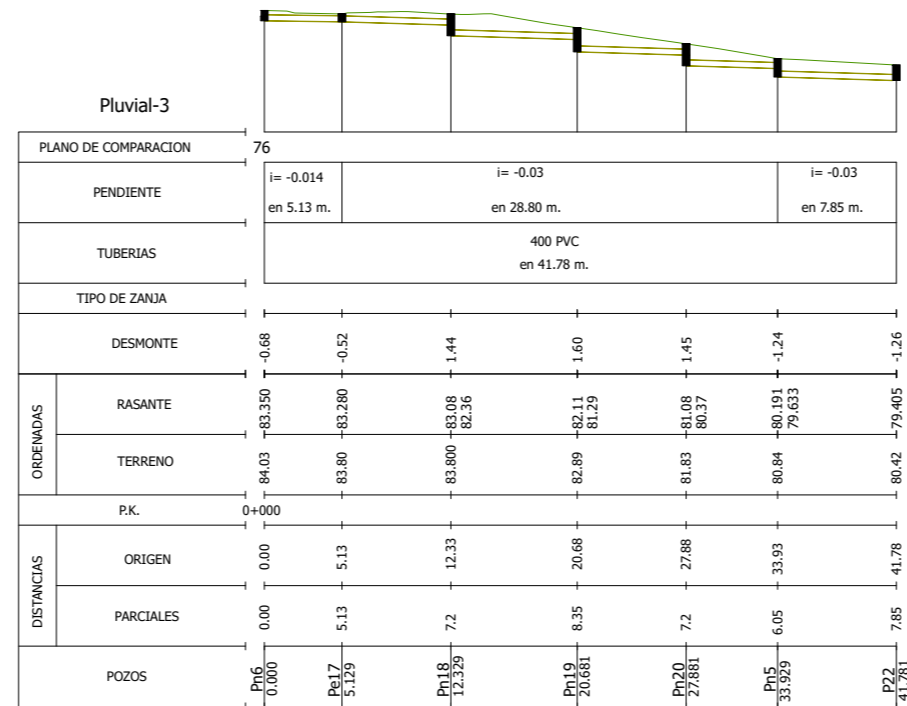 Pluvial-3
PLANO DE COMPARACION 76
PENDIENTE
i= -0.014
en 5.13 m.
i= -0.03
en 28.80 m.
i= -0.03
en 7.85 m.
TUBERIAS
400 PVC
en 41.78 m.
TIPO DE ZANJA
DESMONTE
-0.68
-0.52
1.44
1.60
1.45
-1.24
-1.26
ORDENADAS
RASANTE
83.350
83.280
83.08
82.36
82.11
81.29
81.08
80.37
80.191
79.633
79.405
TERRENO
84.03
83.80
83.800
82.89
81.83
80.84
80.42
P.K. 0+000
DISTANCIAS
ORIGEN
0.00
5.13
12.33
20.68
27.88
33.93
41.78
PARCIALES
0.00
5.13
7.2
8.35
7.2
6.05
7.85
POZOS
Pn6
0.000
Pe17
5.129
Pn18
12.329
Pn19
20.681
Pn20
27.881
Pn5
33.929
P22
41.781